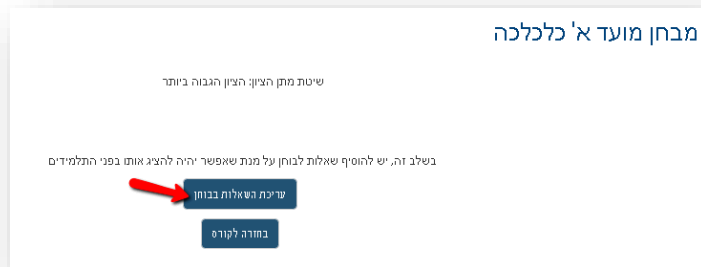 מבחן מועד א' כלכלכה
שיטת מתן הציון: הציון הגבוה ביותר
בשלב זה, יש להוסיף שאלות לבוחן על מנת שאפשר יהיה להציג אותו בפני התלמידים
עריכת השאלות בבוחן
בחזרה לקורס